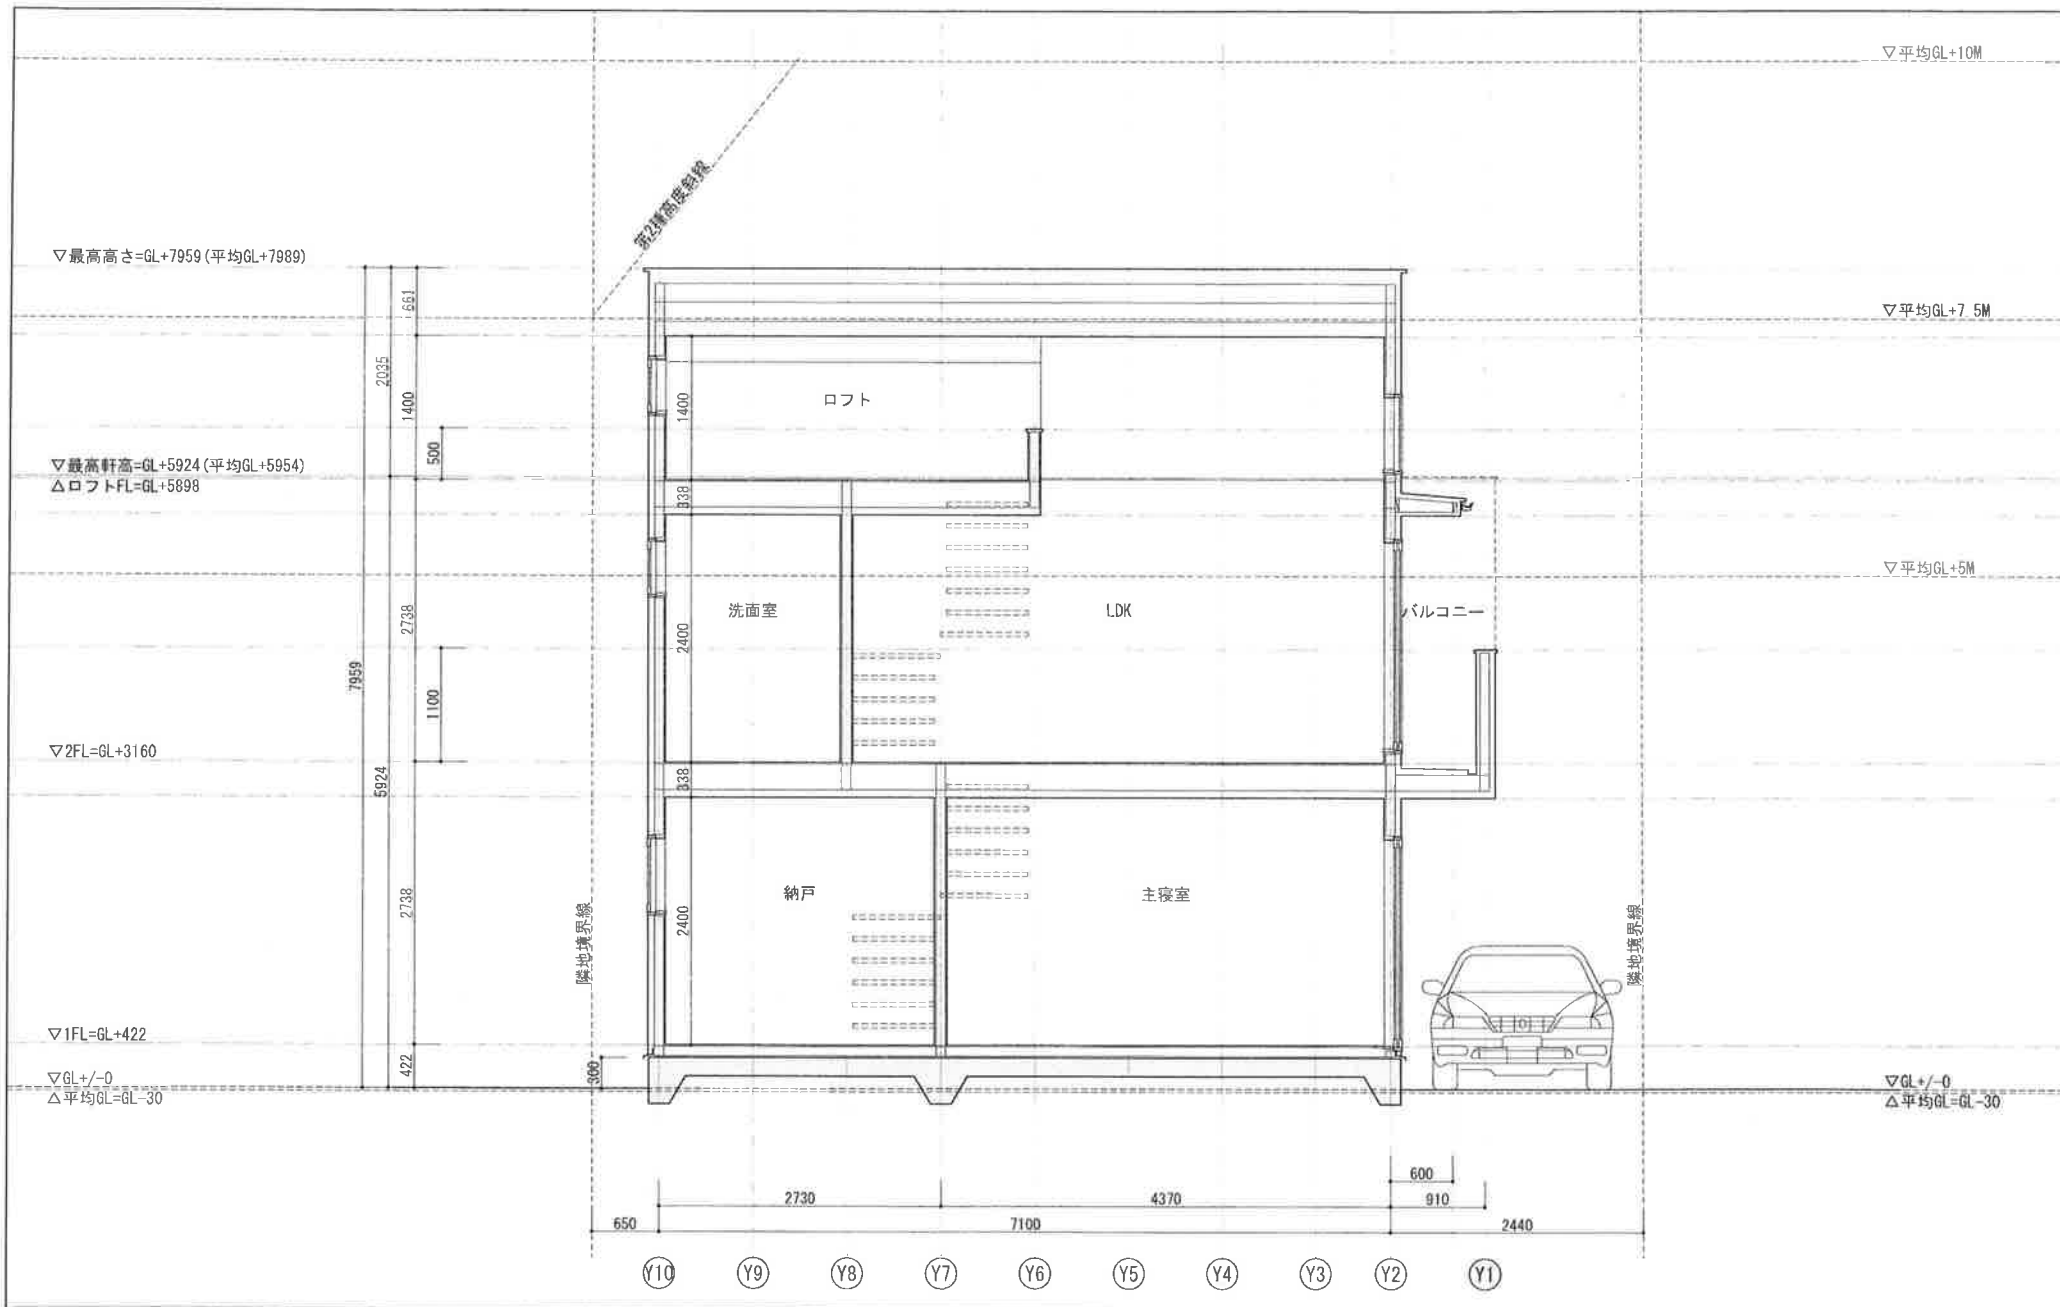 ▽平均GL+10M
第2種高度斜線
▽最高高さ=GL+7959(平均GL+7989)
661
▽平均GL+7.5M
2035
1400
1400
ロフト
500
▽最高軒高=GL+5924(平均GL+5954)
△ロフトFL=GL+5898
338
▽平均GL+5M
洗面室
LDK
バルコニー
2738
2400
7959
1100
▽2FL=GL+3160
5924
338
納戸
主寝室
2738
2400
隣地境界線
隣地境界線
▽1FL=GL+422
422
300
▽GL+/-0
△平均GL=GL-30
▽GL+/-0
△平均GL=GL-30
600
2730
4370
910
650
7100
2440
Y10 Y9 Y8 Y7 Y6 Y5 Y4 Y3 Y2 Y1